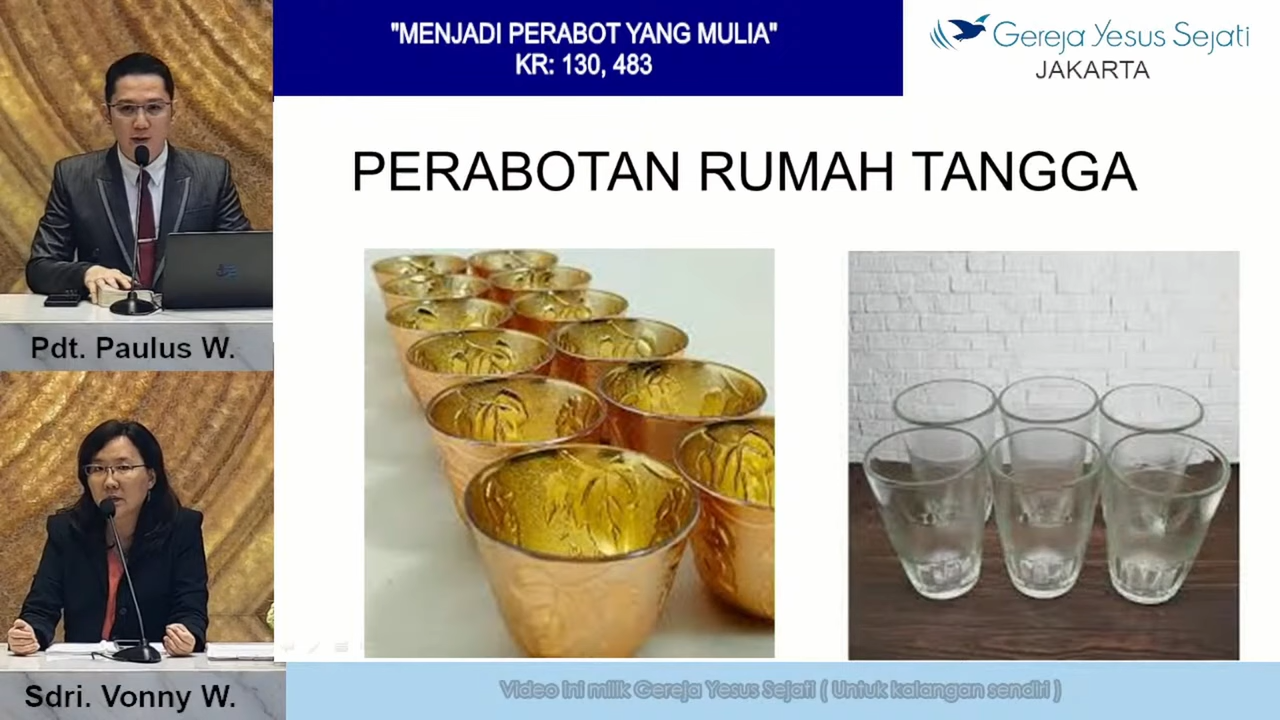 "MENJADI PERABOT YANG MULIA"
KR: 130, 483
Gereja Yesus Sejati
JAKARTA
PERABOTAN RUMAH TANGGA
Pdt. Paulus W.
Sdri. Vonny W.
Video ini milik Gereja Yesus Sejati ( Untuk kalangan sendiri )